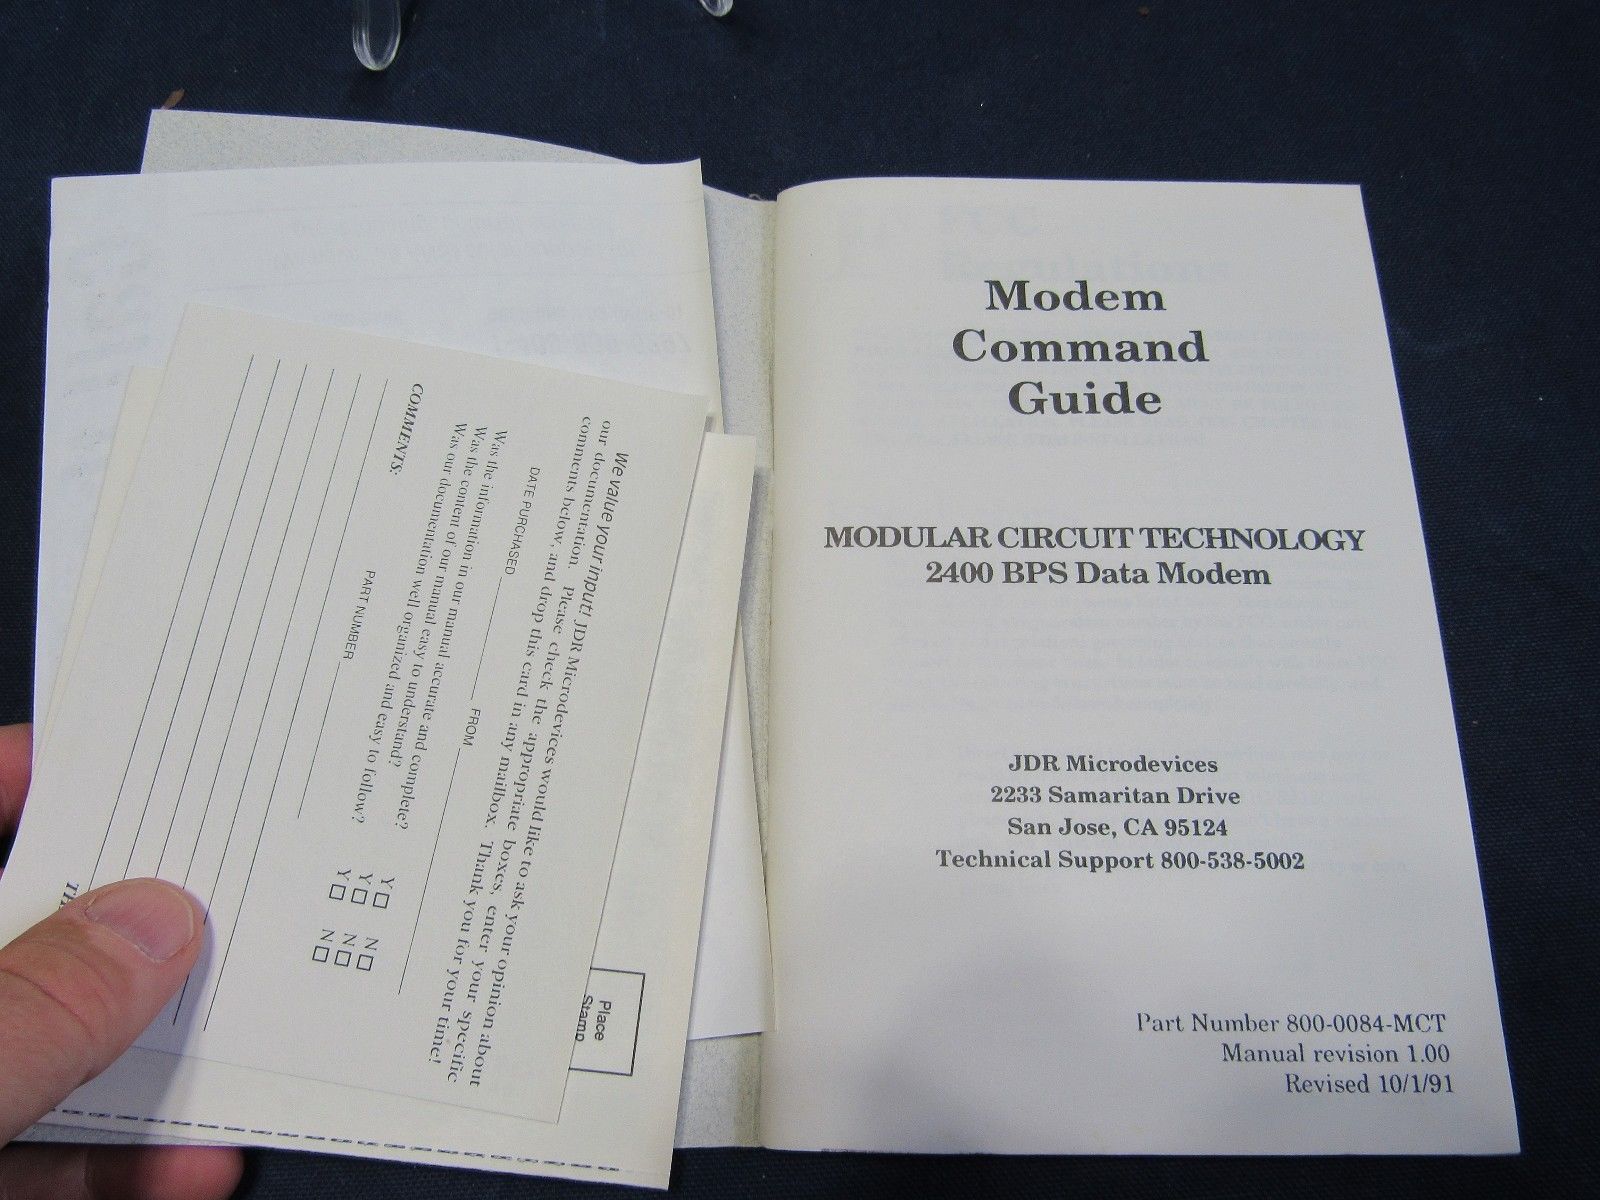 Modem
Command
Guide
MODULAR CIRCUIT TECHNOLOGY
2400 BPS Data Modem
JDR Microdevices
2233 Samaritan Drive
San Jose, CA 95124
Technical Support 800-538-5002
Part Number 800-0084-MCT
Manual revision 1.00
Revised 10/1/91
We value your input! JDR Microdevices would like to ask your opinion about
our documentation. Please check the appropriate boxes, enter your specific
comments below, and drop this card in any mailbox. Thank you for your time!
DATE PURCHASED FROM
Was the information in our manual accurate and complete? Y N
Was the content of our manual easy to understand? Y N
Was our documentation well organized and easy to follow? Y N
PART NUMBER
COMMENTS:
Place
Stamp